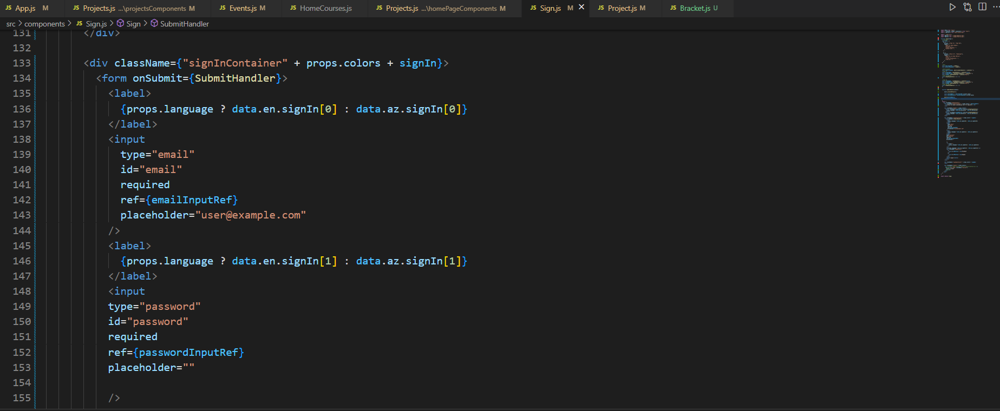 JS App.js M JS Projects.js ...\projectsComponents M JS Events.js M JS HomeCourses.js JS Projects.js ...\homePageComponents M JS Sign.js M JS Project.js M JS Bracket.js U
src > components > JS Sign.js > Sign > SubmitHandler
131 </div>
132
133 <div className={"signInContainer" + props.colors + signIn}>
134 <form onSubmit={SubmitHandler}>
135 <label>
136 {props.language ? data.en.signIn[0] : data.az.signIn[0]}
137 </label>
138 <input
139 type="email"
140 id="email"
141 required
142 ref={emailInputRef}
143 placeholder="user@example.com"
144 />
145 <label>
146 {props.language ? data.en.signIn[1] : data.az.signIn[1]}
147 </label>
148 <input
149 type="password"
150 id="password"
151 required
152 ref={passwordInputRef}
153 placeholder=""
154
155 />